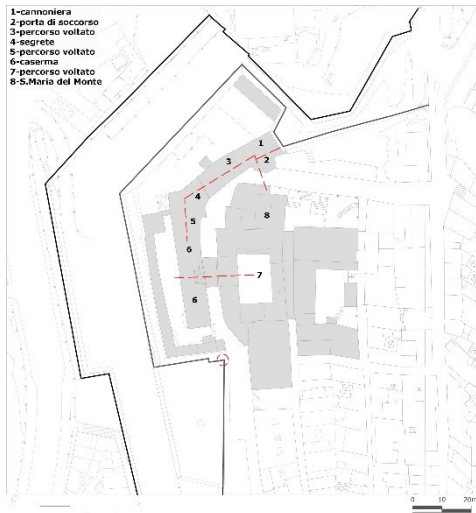 1-cannoniera
2-porta di soccorso
3-percorso voltato
4-segrete
5-percorso voltato
6-caserma
7-percorso voltato
8-S.Maria del Monte
1
3
2
4
8
5
6
7
6
0 10 20m